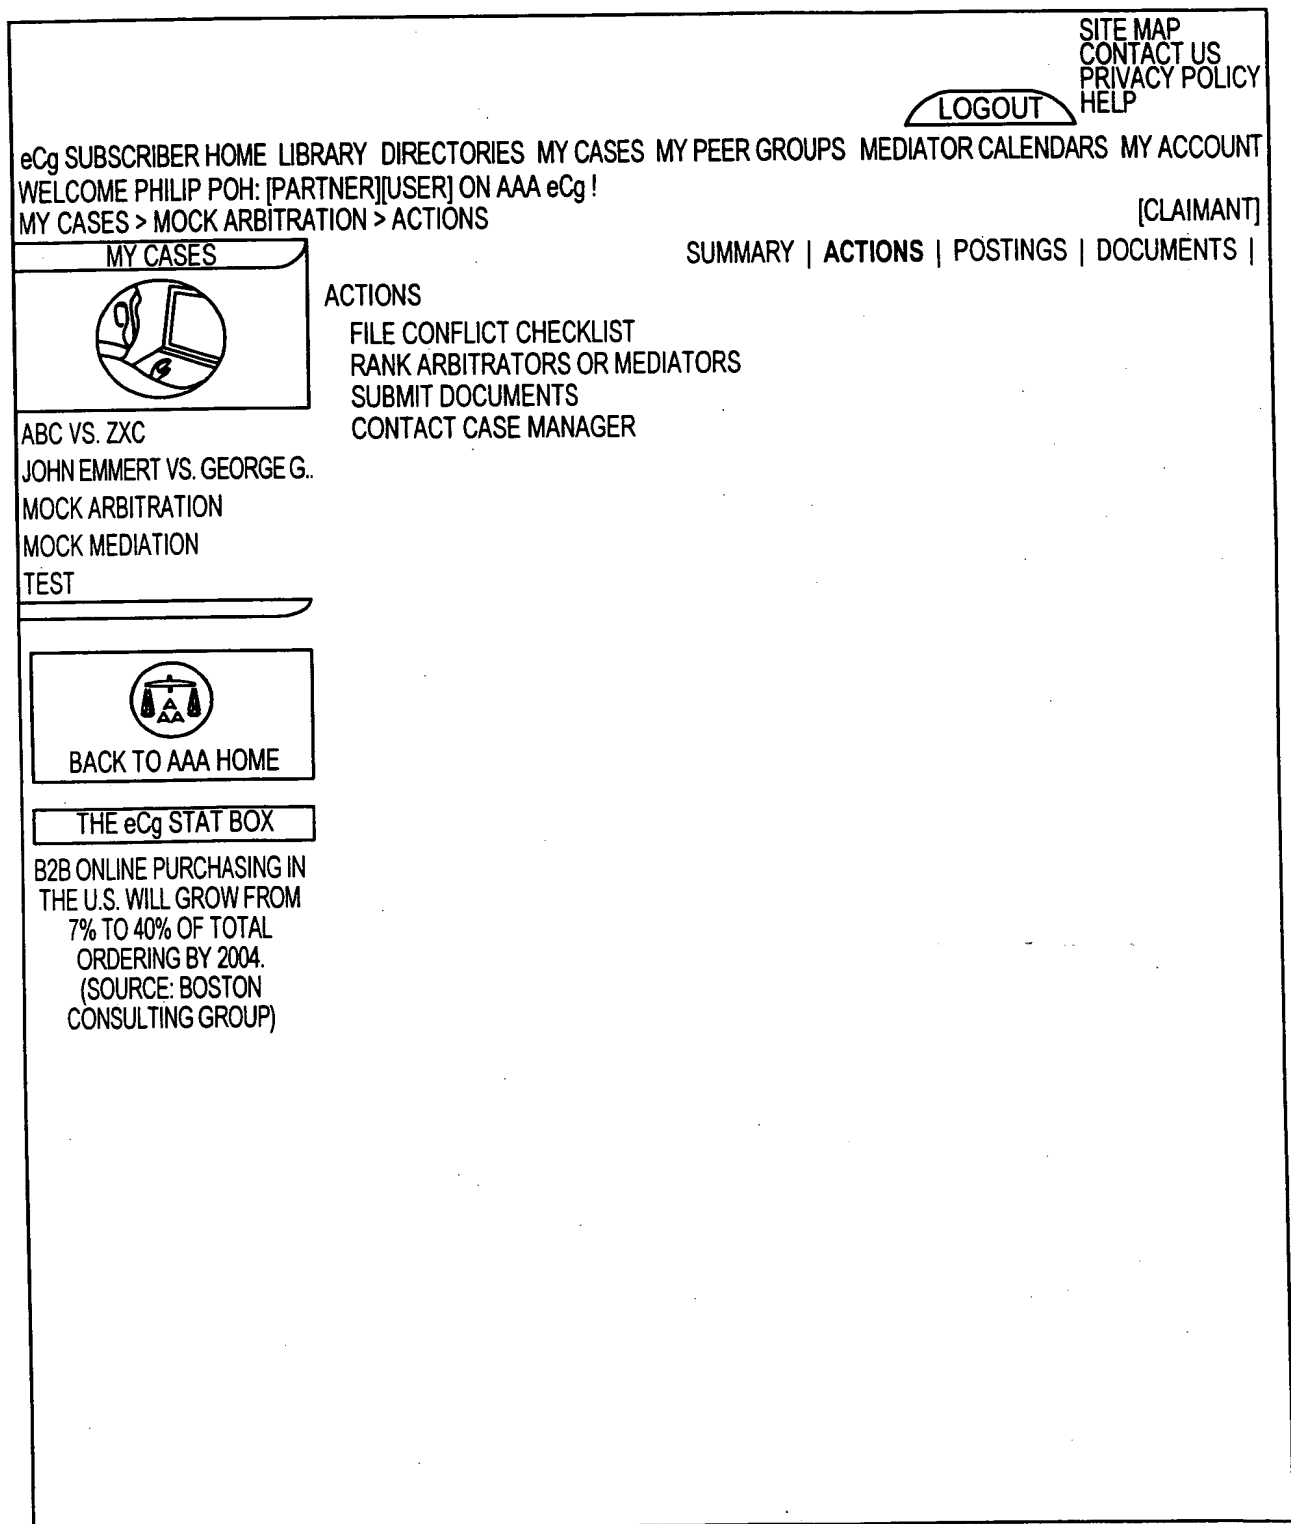 SITE MAP
CONTACT US
PRIVACY POLICY
HELP
LOGOUT
eCg SUBSCRIBER HOME LIBRARY DIRECTORIES MY CASES MY PEER GROUPS MEDIATOR CALENDARS MY ACCOUNT
WELCOME PHILIP POH: [PARTNER][USER] ON AAA eCg !
MY CASES > MOCK ARBITRATION > ACTIONS
[CLAIMANT]
MY CASES
SUMMARY | ACTIONS | POSTINGS | DOCUMENTS |
ACTIONS
FILE CONFLICT CHECKLIST
RANK ARBITRATORS OR MEDIATORS
SUBMIT DOCUMENTS
CONTACT CASE MANAGER
ABC VS. ZXC
JOHN EMMERT VS. GEORGE G..
MOCK ARBITRATION
MOCK MEDIATION
TEST
A
AA
BACK TO AAA HOME
THE eCg STAT BOX
B2B ONLINE PURCHASING IN
THE U.S. WILL GROW FROM
7% TO 40% OF TOTAL
ORDERING BY 2004.
(SOURCE: BOSTON
CONSULTING GROUP)